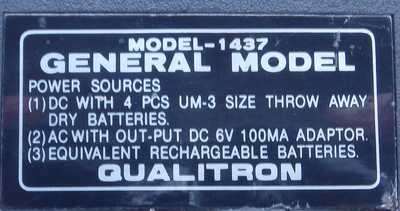 MODEL-1437
GENERAL MODEL
POWER SOURCES
(1) DC WITH 4 PCS UM-3 SIZE THROW AWAY
DRY BATTERIES.
(2) AC WITH OUT-PUT DC 6V 100MA ADAPTOR.
(3) EQUIVALENT RECHARGEABLE BATTERIES.
QUALITRON